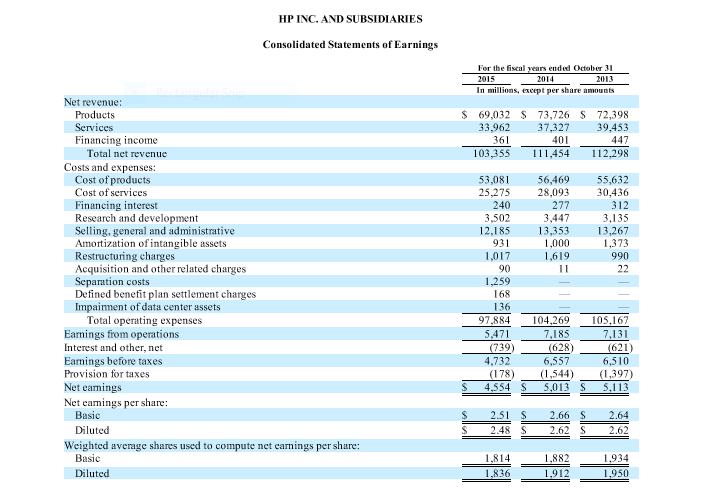 HP INC. AND SUBSIDIARIES
Consolidated Statements of Earnings
For the fiscal years ended October 31
2015 2014 2013
In millions, except per share amounts
Net revenue:
Products $ 69,032 $ 73,726 $ 72,398
Services 33,962 37,327 39,453
Financing income 361 401 447
Total net revenue 103,355 111,454 112,298
Costs and expenses:
Cost of products 53,081 56,469 55,632
Cost of services 25,275 28,093 30,436
Financing interest 240 277 312
Research and development 3,502 3,447 3,135
Selling, general and administrative 12,185 13,353 13,267
Amortization of intangible assets 931 1,000 1,373
Restructuring charges 1,017 1,619 990
Acquisition and other related charges 90 11 22
Separation costs 1,259 — —
Defined benefit plan settlement charges 168 — —
Impairment of data center assets 136 — —
Total operating expenses 97,884 104,269 105,167
Earnings from operations 5,471 7,185 7,131
Interest and other, net (739) (628) (621)
Earnings before taxes 4,732 6,557 6,510
Provision for taxes (178) (1,544) (1,397)
Net earnings $ 4,554 $ 5,013 $ 5,113
Net earnings per share:
Basic $ 2.51 $ 2.66 $ 2.64
Diluted $ 2.48 $ 2.62 $ 2.62
Weighted average shares used to compute net earnings per share:
Basic 1,814 1,882 1,934
Diluted 1,836 1,912 1,950